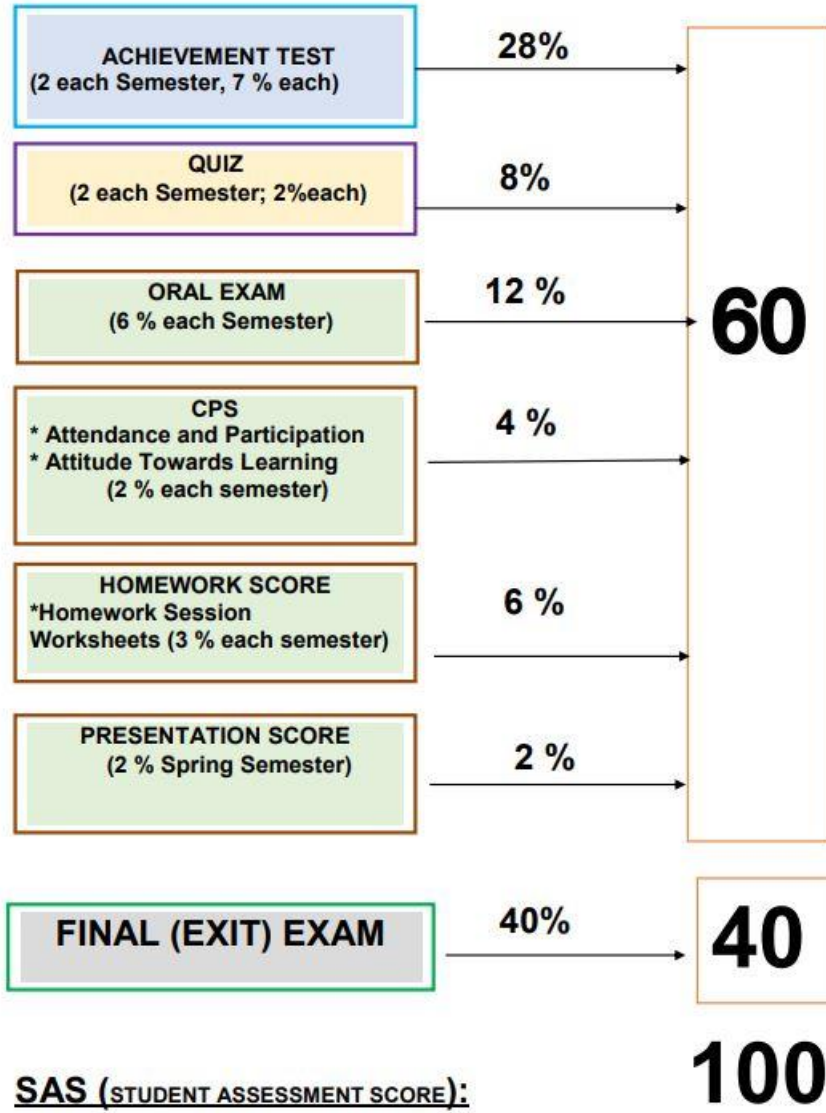 ACHIEVEMENT TEST
(2 each Semester, 7 % each)
28%
QUIZ
(2 each Semester; 2%each)
8%
ORAL EXAM
(6 % each Semester)
12 %
60
CPS
* Attendance and Participation
* Attitude Towards Learning
(2 % each semester)
4 %
HOMEWORK SCORE
*Homework Session
Worksheets (3 % each semester)
6 %
PRESENTATION SCORE
(2 % Spring Semester)
2 %
FINAL (EXIT) EXAM
40%
40
SAS (STUDENT ASSESSMENT SCORE):
100